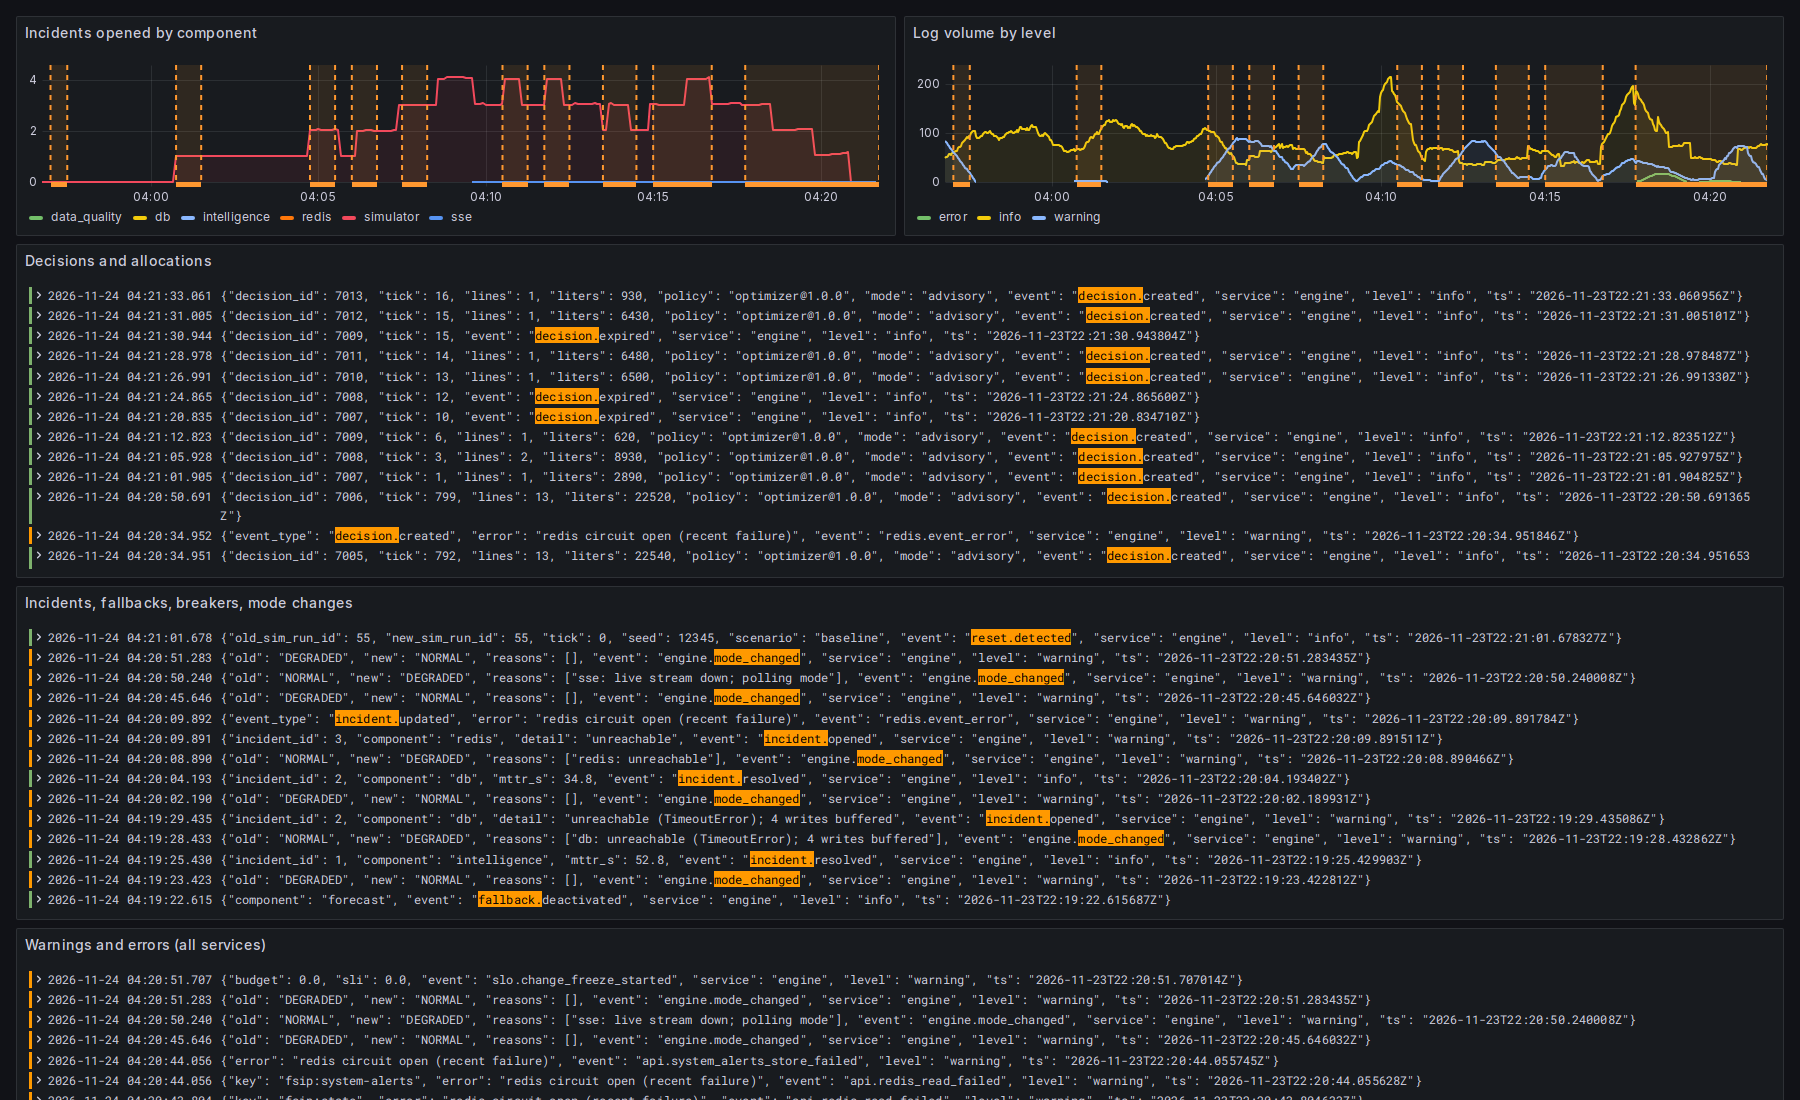 Incidents opened by component
4
2
0
04:00
04:05
04:10
04:15
04:20
data_quality db intelligence redis simulator sse
Log volume by level
200
100
0
04:00
04:05
04:10
04:15
04:20
error info warning
Decisions and allocations
2026-11-24 04:21:33.061 {"decision_id": 7013, "tick": 16, "lines": 1, "liters": 930, "policy": "optimizer@1.0.0", "mode": "advisory", "event": "decision.created", "service": "engine", "level": "info", "ts": "2026-11-23T22:21:33.060956Z"}
2026-11-24 04:21:31.005 {"decision_id": 7012, "tick": 15, "lines": 1, "liters": 6430, "policy": "optimizer@1.0.0", "mode": "advisory", "event": "decision.created", "service": "engine", "level": "info", "ts": "2026-11-23T22:21:31.005101Z"}
2026-11-24 04:21:30.944 {"decision_id": 7009, "tick": 15, "event": "decision.expired", "service": "engine", "level": "info", "ts": "2026-11-23T22:21:30.943804Z"}
2026-11-24 04:21:28.978 {"decision_id": 7011, "tick": 14, "lines": 1, "liters": 6480, "policy": "optimizer@1.0.0", "mode": "advisory", "event": "decision.created", "service": "engine", "level": "info", "ts": "2026-11-23T22:21:28.978487Z"}
2026-11-24 04:21:26.991 {"decision_id": 7010, "tick": 13, "lines": 1, "liters": 6500, "policy": "optimizer@1.0.0", "mode": "advisory", "event": "decision.created", "service": "engine", "level": "info", "ts": "2026-11-23T22:21:26.991330Z"}
2026-11-24 04:21:24.865 {"decision_id": 7008, "tick": 12, "event": "decision.expired", "service": "engine", "level": "info", "ts": "2026-11-23T22:21:24.865600Z"}
2026-11-24 04:21:20.835 {"decision_id": 7007, "tick": 10, "event": "decision.expired", "service": "engine", "level": "info", "ts": "2026-11-23T22:21:20.834710Z"}
2026-11-24 04:21:12.823 {"decision_id": 7009, "tick": 6, "lines": 1, "liters": 620, "policy": "optimizer@1.0.0", "mode": "advisory", "event": "decision.created", "service": "engine", "level": "info", "ts": "2026-11-23T22:21:12.823512Z"}
2026-11-24 04:21:05.928 {"decision_id": 7008, "tick": 3, "lines": 2, "liters": 8930, "policy": "optimizer@1.0.0", "mode": "advisory", "event": "decision.created", "service": "engine", "level": "info", "ts": "2026-11-23T22:21:05.927975Z"}
2026-11-24 04:21:01.905 {"decision_id": 7007, "tick": 1, "lines": 1, "liters": 2890, "policy": "optimizer@1.0.0", "mode": "advisory", "event": "decision.created", "service": "engine", "level": "info", "ts": "2026-11-23T22:21:01.904825Z"}
2026-11-24 04:20:50.691 {"decision_id": 7006, "tick": 799, "lines": 13, "liters": 22520, "policy": "optimizer@1.0.0", "mode": "advisory", "event": "decision.created", "service": "engine", "level": "info", "ts": "2026-11-23T22:20:50.691365
Z"}
2026-11-24 04:20:34.952 {"event_type": "decision.created", "error": "redis circuit open (recent failure)", "event": "redis.event_error", "service": "engine", "level": "warning", "ts": "2026-11-23T22:20:34.951846Z"}
2026-11-24 04:20:34.951 {"decision_id": 7005, "tick": 792, "lines": 13, "liters": 22540, "policy": "optimizer@1.0.0", "mode": "advisory", "event": "decision.created", "service": "engine", "level": "info", "ts": "2026-11-23T22:20:34.951653
Incidents, fallbacks, breakers, mode changes
2026-11-24 04:21:01.678 {"old_sim_run_id": 55, "new_sim_run_id": 55, "tick": 0, "seed": 12345, "scenario": "baseline", "event": "reset.detected", "service": "engine", "level": "info", "ts": "2026-11-23T22:21:01.678327Z"}
2026-11-24 04:20:51.283 {"old": "DEGRADED", "new": "NORMAL", "reasons": [], "event": "engine.mode_changed", "service": "engine", "level": "warning", "ts": "2026-11-23T22:20:51.283435Z"}
2026-11-24 04:20:50.240 {"old": "NORMAL", "new": "DEGRADED", "reasons": ["sse: live stream down; polling mode"], "event": "engine.mode_changed", "service": "engine", "level": "warning", "ts": "2026-11-23T22:20:50.240008Z"}
2026-11-24 04:20:45.646 {"old": "DEGRADED", "new": "NORMAL", "reasons": [], "event": "engine.mode_changed", "service": "engine", "level": "warning", "ts": "2026-11-23T22:20:45.646032Z"}
2026-11-24 04:20:09.892 {"event_type": "incident.updated", "error": "redis circuit open (recent failure)", "event": "redis.event_error", "service": "engine", "level": "warning", "ts": "2026-11-23T22:20:09.891784Z"}
2026-11-24 04:20:09.891 {"incident_id": 3, "component": "redis", "detail": "unreachable", "event": "incident.opened", "service": "engine", "level": "warning", "ts": "2026-11-23T22:20:09.891511Z"}
2026-11-24 04:20:08.890 {"old": "NORMAL", "new": "DEGRADED", "reasons": ["redis: unreachable"], "event": "engine.mode_changed", "service": "engine", "level": "warning", "ts": "2026-11-23T22:20:08.890466Z"}
2026-11-24 04:20:04.193 {"incident_id": 2, "component": "db", "mttr_s": 34.8, "event": "incident.resolved", "service": "engine", "level": "info", "ts": "2026-11-23T22:20:04.193402Z"}
2026-11-24 04:20:02.190 {"old": "DEGRADED", "new": "NORMAL", "reasons": [], "event": "engine.mode_changed", "service": "engine", "level": "warning", "ts": "2026-11-23T22:20:02.189931Z"}
2026-11-24 04:19:29.435 {"incident_id": 2, "component": "db", "detail": "unreachable (TimeoutError); 4 writes buffered", "event": "incident.opened", "service": "engine", "level": "warning", "ts": "2026-11-23T22:19:29.435086Z"}
2026-11-24 04:19:28.433 {"old": "NORMAL", "new": "DEGRADED", "reasons": ["db: unreachable (TimeoutError); 4 writes buffered"], "event": "engine.mode_changed", "service": "engine", "level": "warning", "ts": "2026-11-23T22:19:28.432862Z"}
2026-11-24 04:19:25.430 {"incident_id": 1, "component": "intelligence", "mttr_s": 52.8, "event": "incident.resolved", "service": "engine", "level": "info", "ts": "2026-11-23T22:19:25.429903Z"}
2026-11-24 04:19:23.423 {"old": "DEGRADED", "new": "NORMAL", "reasons": [], "event": "engine.mode_changed", "service": "engine", "level": "warning", "ts": "2026-11-23T22:19:23.422812Z"}
2026-11-24 04:19:22.615 {"component": "forecast", "event": "fallback.deactivated", "service": "engine", "level": "info", "ts": "2026-11-23T22:19:22.615687Z"}
Warnings and errors (all services)
2026-11-24 04:20:51.707 {"budget": 0.0, "sli": 0.0, "event": "slo.change_freeze_started", "service": "engine", "level": "warning", "ts": "2026-11-23T22:20:51.707014Z"}
2026-11-24 04:20:51.283 {"old": "DEGRADED", "new": "NORMAL", "reasons": [], "event": "engine.mode_changed", "service": "engine", "level": "warning", "ts": "2026-11-23T22:20:51.283435Z"}
2026-11-24 04:20:50.240 {"old": "NORMAL", "new": "DEGRADED", "reasons": ["sse: live stream down; polling mode"], "event": "engine.mode_changed", "service": "engine", "level": "warning", "ts": "2026-11-23T22:20:50.240008Z"}
2026-11-24 04:20:45.646 {"old": "DEGRADED", "new": "NORMAL", "reasons": [], "event": "engine.mode_changed", "service": "engine", "level": "warning", "ts": "2026-11-23T22:20:45.646032Z"}
2026-11-24 04:20:44.056 {"error": "redis circuit open (recent failure)", "event": "api.system_alerts_store_failed", "level": "warning", "ts": "2026-11-23T22:20:44.055745Z"}
2026-11-24 04:20:44.056 {"key": "fsip:system-alerts", "error": "redis circuit open (recent failure)", "event": "api.redis_read_failed", "level": "warning", "ts": "2026-11-23T22:20:44.055628Z"}